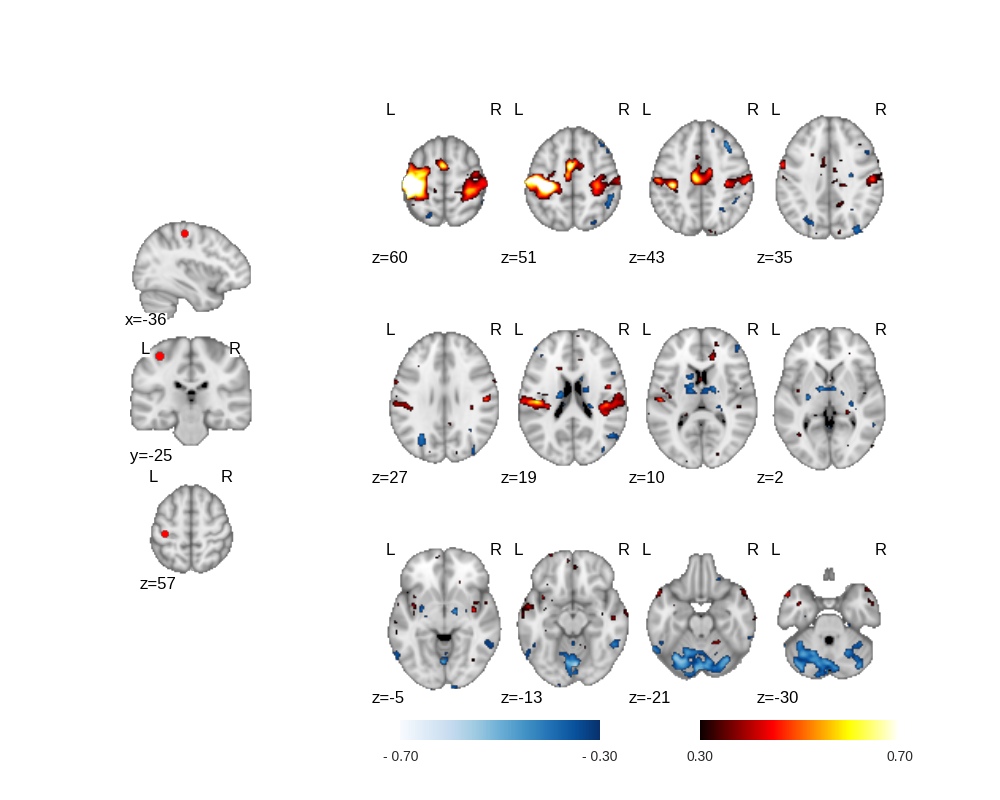 L R L R L R L R
z=60 z=51 z=43 z=35
x=-36
L R L R L R L R
L R
y=-25
z=27 z=19 z=10 z=2
L R
L R L R L R L R
z=57
z=-5 z=-13 z=-21 z=-30
- 0.70 - 0.30 0.30 0.70